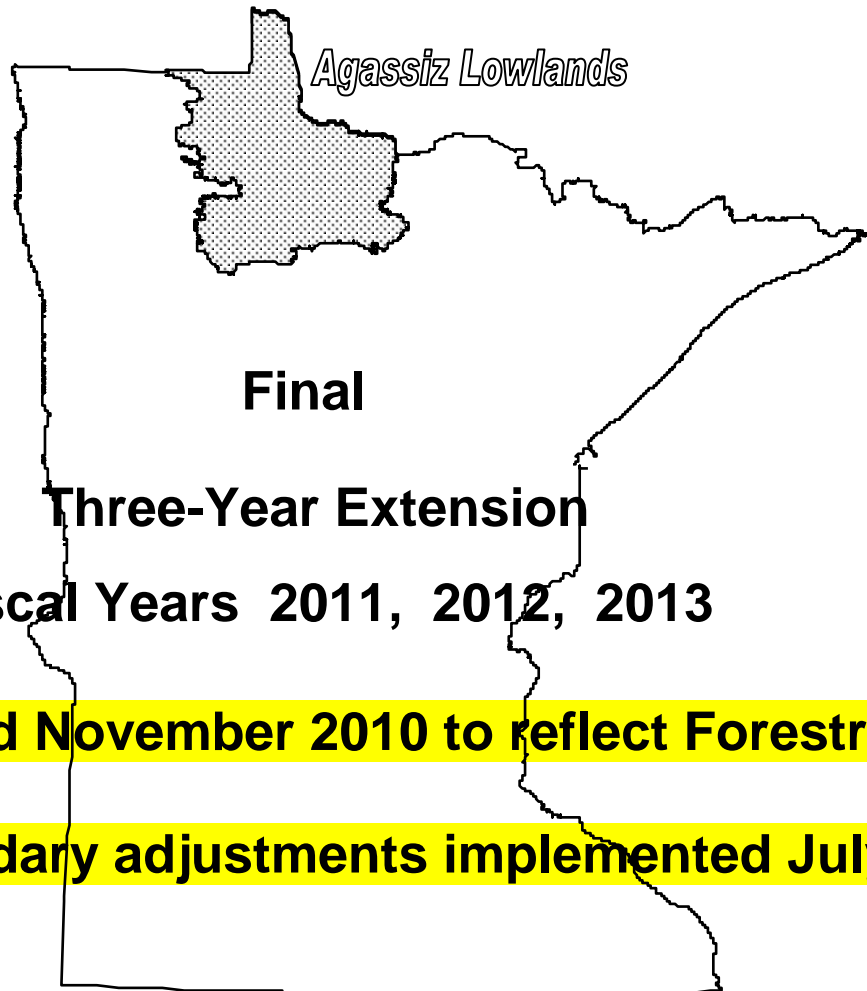 Agassiz Lowlands
Final
Three-Year Extension
scal Years 2011, 2012, 2013
d November 2010 to reflect Forestr
dary adjustments implemented July